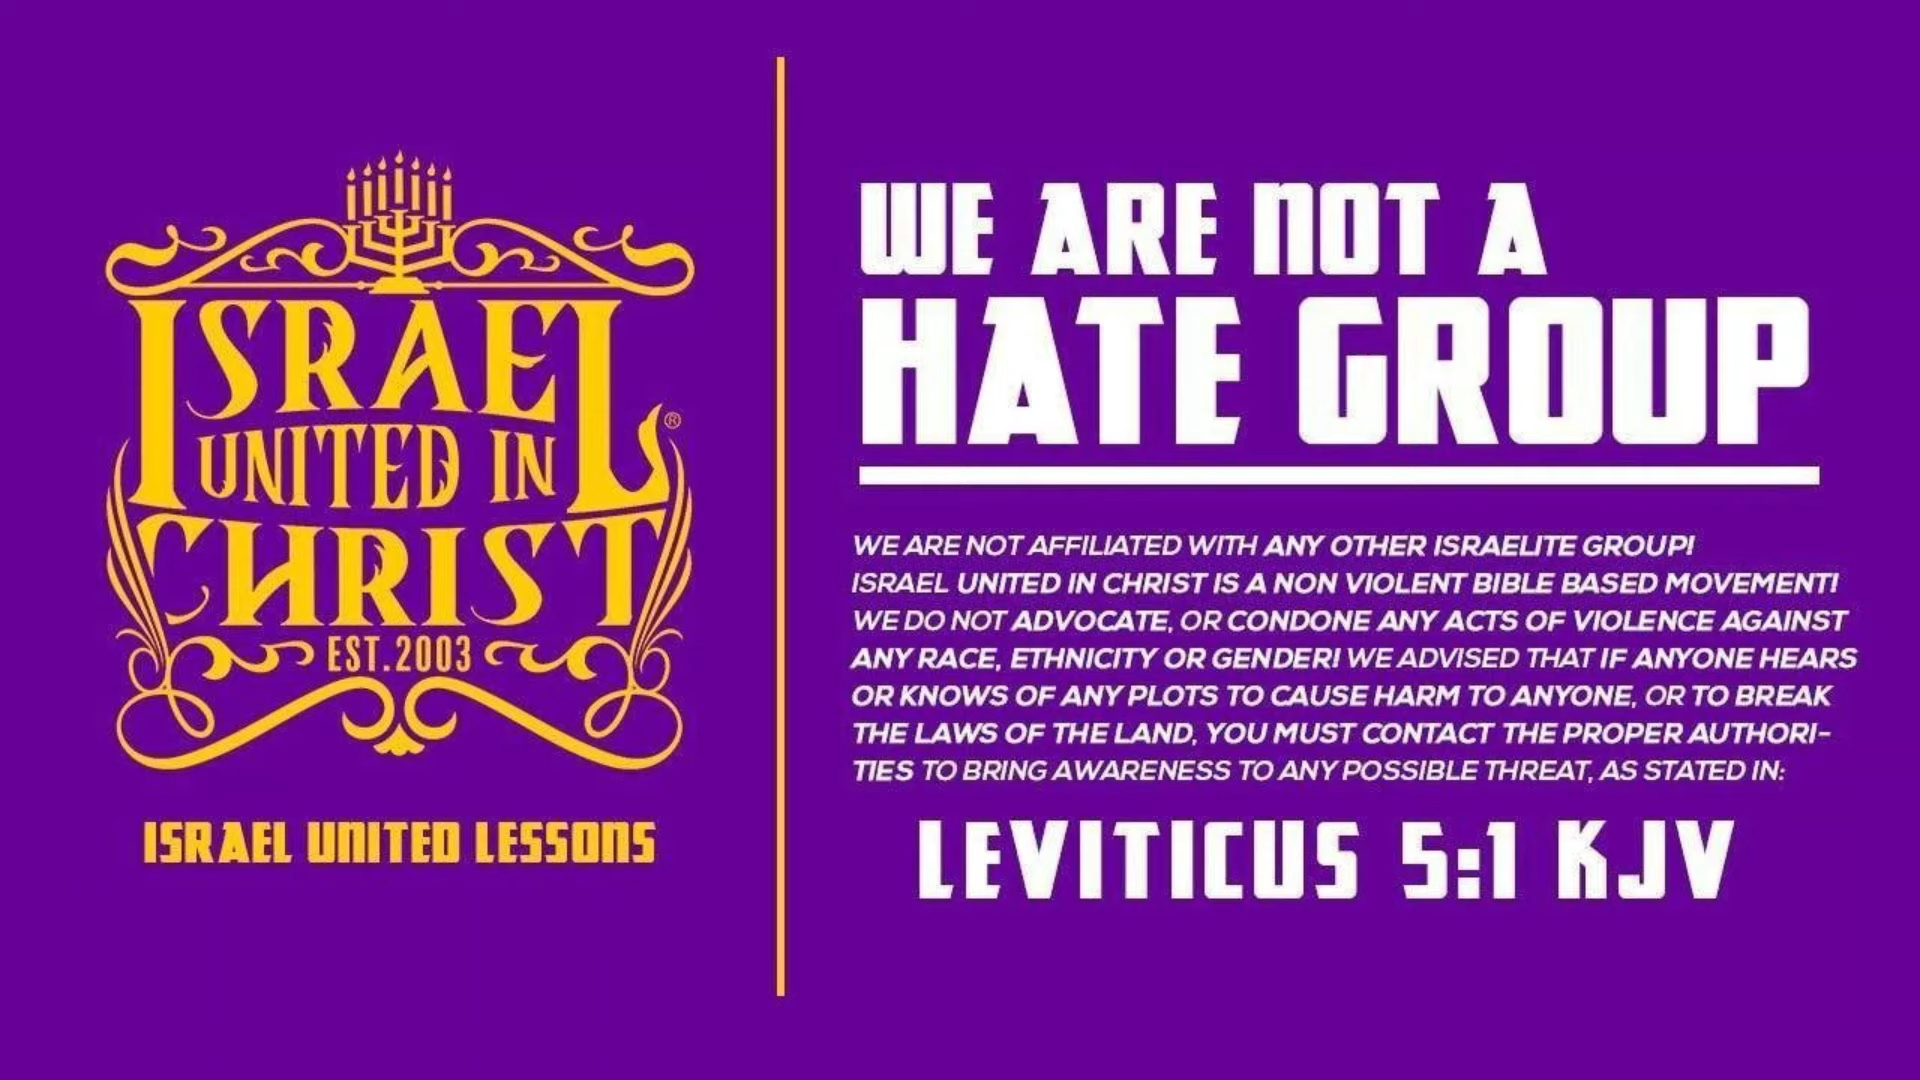 ISRAEL
UNITED IN
CHRIST
®
EST.2003
ISRAEL UNITED LESSONS
WE ARE NOT A
HATE GROUP
WE ARE NOT AFFILIATED WITH ANY OTHER ISRAELITE GROUP!
ISRAEL UNITED IN CHRIST IS A NON VIOLENT BIBLE BASED MOVEMENT!
WE DO NOT ADVOCATE, OR CONDONE ANY ACTS OF VIOLENCE AGAINST
ANY RACE, ETHNICITY OR GENDER! WE ADVISED THAT IF ANYONE HEARS
OR KNOWS OF ANY PLOTS TO CAUSE HARM TO ANYONE, OR TO BREAK
THE LAWS OF THE LAND, YOU MUST CONTACT THE PROPER AUTHORI-
TIES TO BRING AWARENESS TO ANY POSSIBLE THREAT, AS STATED IN:
LEVITICUS 5:1 KJV